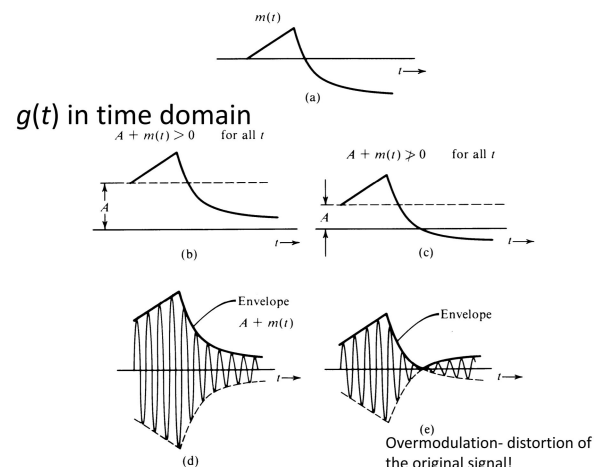 m(t)
t
(a)
g(t) in time domain
A + m(t) > 0 for all t
A + m(t) ≯ 0 for all t
A
t
(b)
A
t
(c)
Envelope
A + m(t)
t
(d)
Envelope
t
(e)
Overmodulation- distortion of
the original signal!